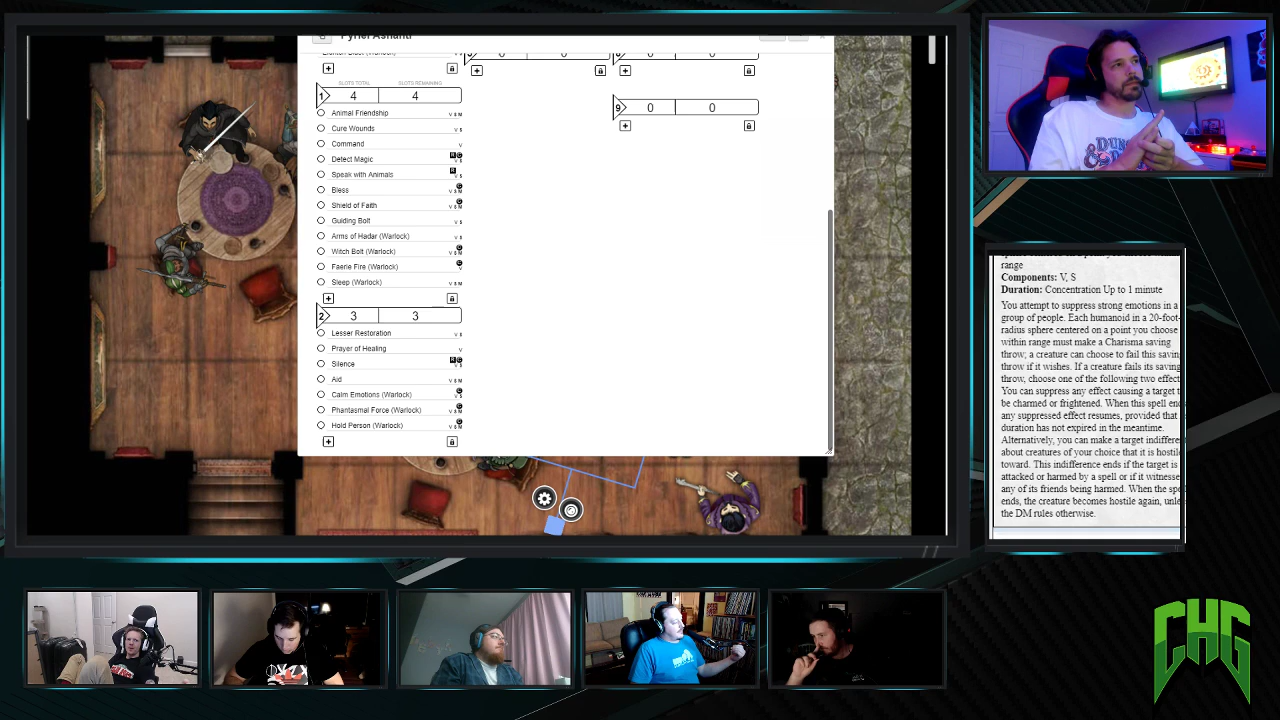 Fyriel Ashanti
SLOTS TOTAL SLOTS REMAINING
1 4 4
Animal Friendship V S M
Cure Wounds V S
Command V
Detect Magic R C V S
Speak with Animals R V S
Bless C V S M
Shield of Faith C V S M
Guiding Bolt V S
Arms of Hadar (Warlock) V S
Witch Bolt (Warlock) C V S M
Faerie Fire (Warlock) C V
Sleep (Warlock) V S M
2 3 3
Lesser Restoration V S
Prayer of Healing V
Silence R C V S
Aid V S M
Calm Emotions (Warlock) C V S
Phantasmal Force (Warlock) C V S M
Hold Person (Warlock) C V S M
9 0 0
range
Components: V, S
Duration: Concentration Up to 1 minute
You attempt to suppress strong emotions in a
group of people. Each humanoid in a 20-foot-
radius sphere centered on a point you choose
within range must make a Charisma saving
throw; a creature can choose to fail this savin
throw if it wishes. If a creature fails its saving
throw, choose one of the following two effect
You can suppress any effect causing a target t
be charmed or frightened. When this spell end
any suppressed effect resumes, provided that
duration has not expired in the meantime.
Alternatively, you can make a target indiffere
about creatures of your choice that it is hostil
toward. This indifference ends if the target is
attacked or harmed by a spell or if it witnesse
any of its friends being harmed. When the spe
ends, the creature becomes hostile again, unle
the DM rules otherwise.
CHG